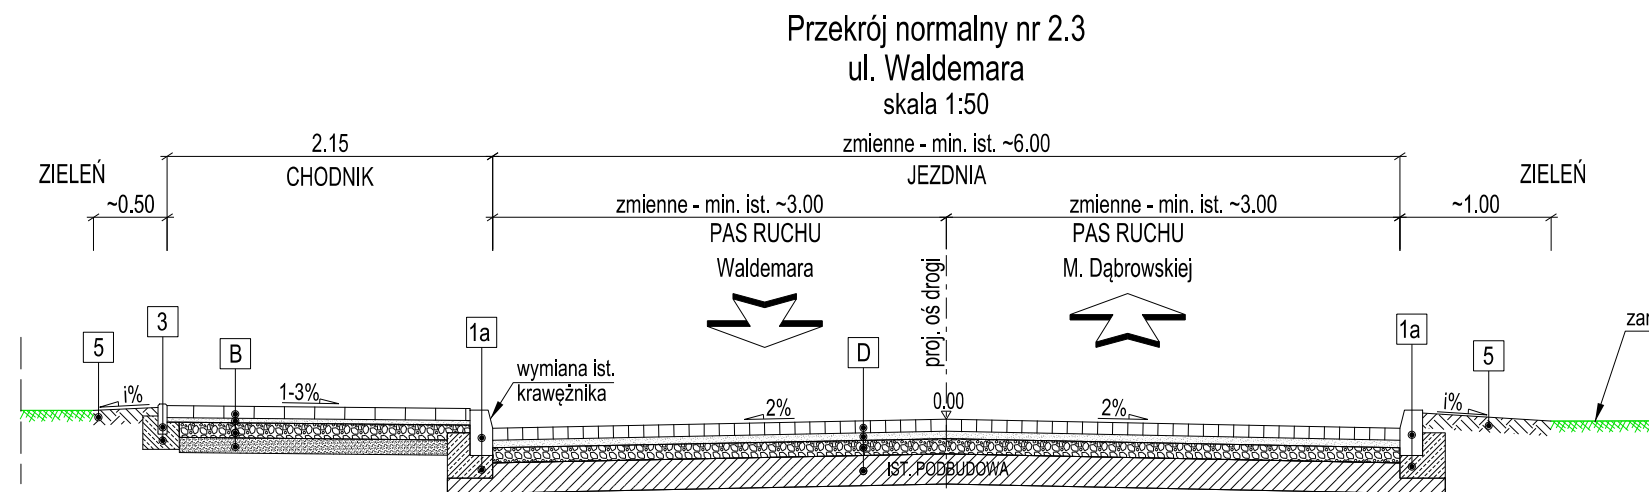 Przekrój normalny nr 2.3
ul. Waldemara
skala 1:50
2.15
zmienne - min. ist. ~6.00
ZIELEŃ
CHODNIK
JEZDNIA
ZIELEŃ
~0.50
zmienne - min. ist. ~3.00
zmienne - min. ist. ~3.00
~1.00
PAS RUCHU
PAS RUCHU
Waldemara
M. Dąbrowskiej
proj. oś drogi
5
3
B
1a
D
1a
5
wymiana ist.
krawężnika
i%
1-3%
2%
0.00
2%
i%
IST. PODBUDOWA